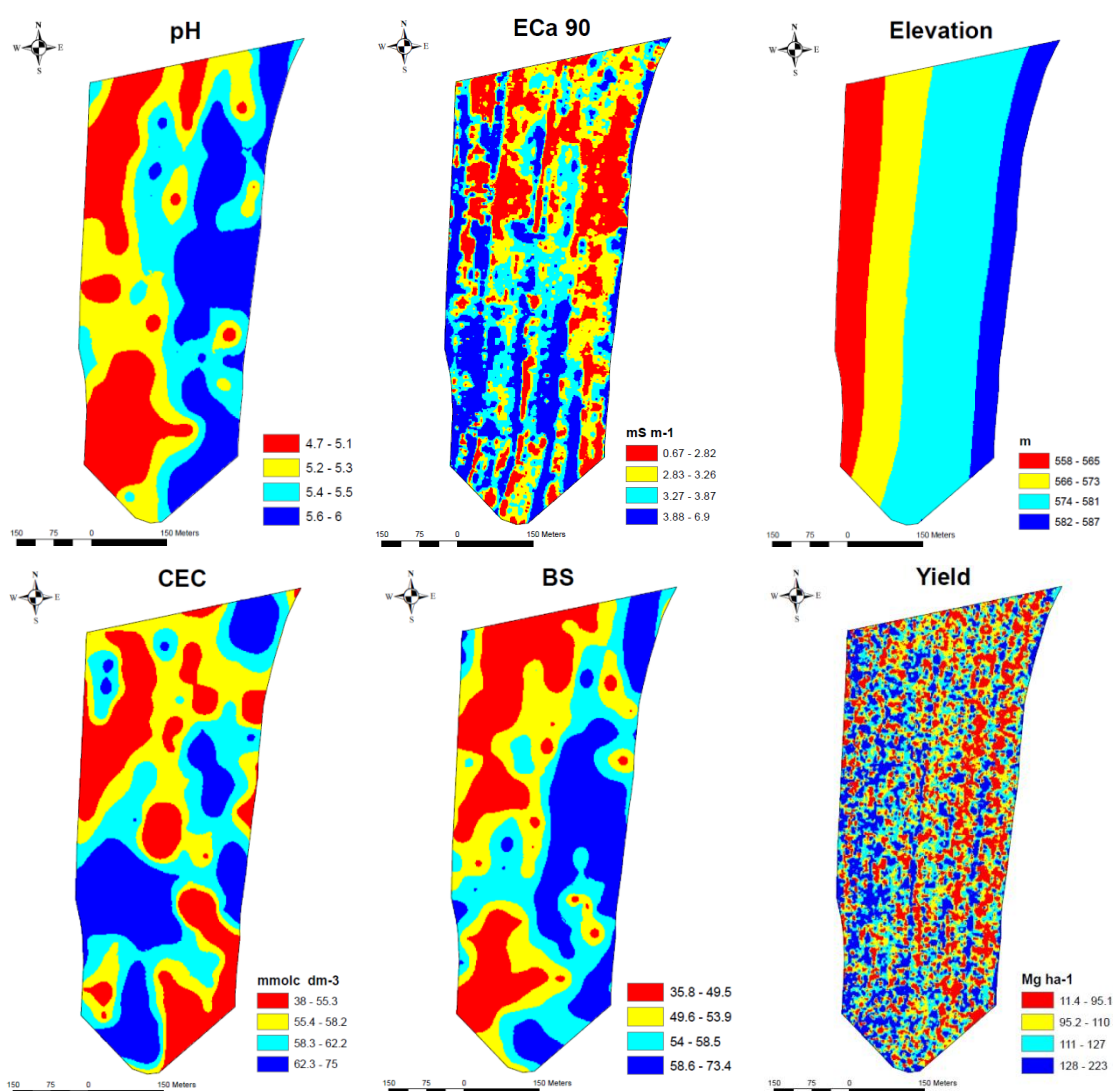 pH
N
W E
S
4.7 - 5.1
5.2 - 5.3
5.4 - 5.5
5.6 - 6
150 75 0 150 Meters
ECa 90
N
W E
S
mS m-1
0.67 - 2.82
2.83 - 3.26
3.27 - 3.87
3.88 - 6.9
150 75 0 150 Meters
Elevation
N
W E
S
m
558 - 565
566 - 573
574 - 581
582 - 587
150 75 0 150 Meters
CEC
N
W E
S
mmolc dm-3
38 - 55.3
55.4 - 58.2
58.3 - 62.2
62.3 - 75
150 75 0 150 Meters
BS
N
W E
S
35.8 - 49.5
49.6 - 53.9
54 - 58.5
58.6 - 73.4
150 75 0 150 Meters
Yield
N
W E
S
Mg ha-1
11.4 - 95.1
95.2 - 110
111 - 127
128 - 223
150 75 0 150 Meters